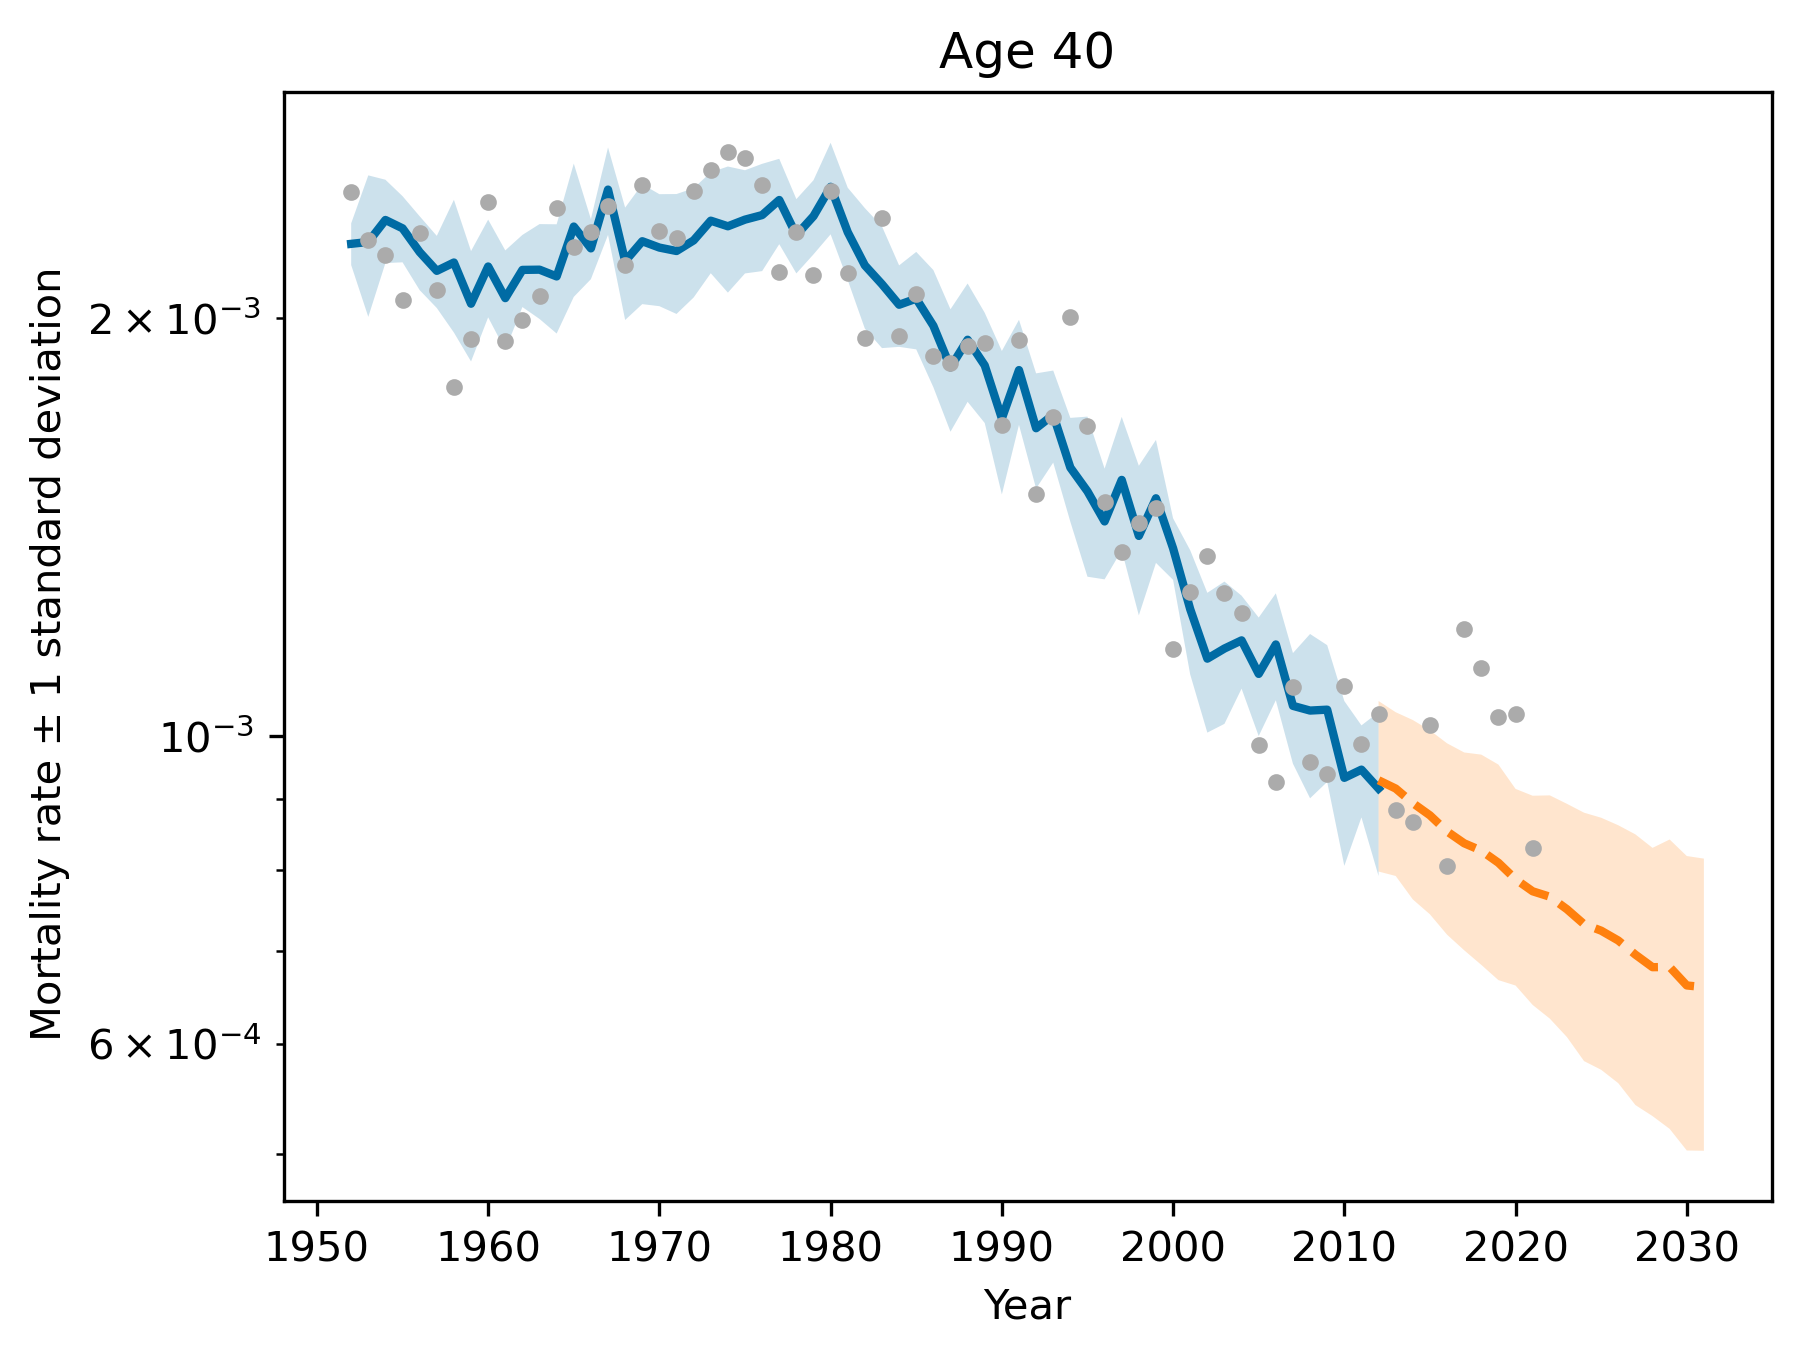 Age 40
Mortality rate ± 1 standard deviation
2 × 10⁻³
10⁻³
6 × 10⁻⁴
1950 1960 1970 1980 1990 2000 2010 2020 2030
Year